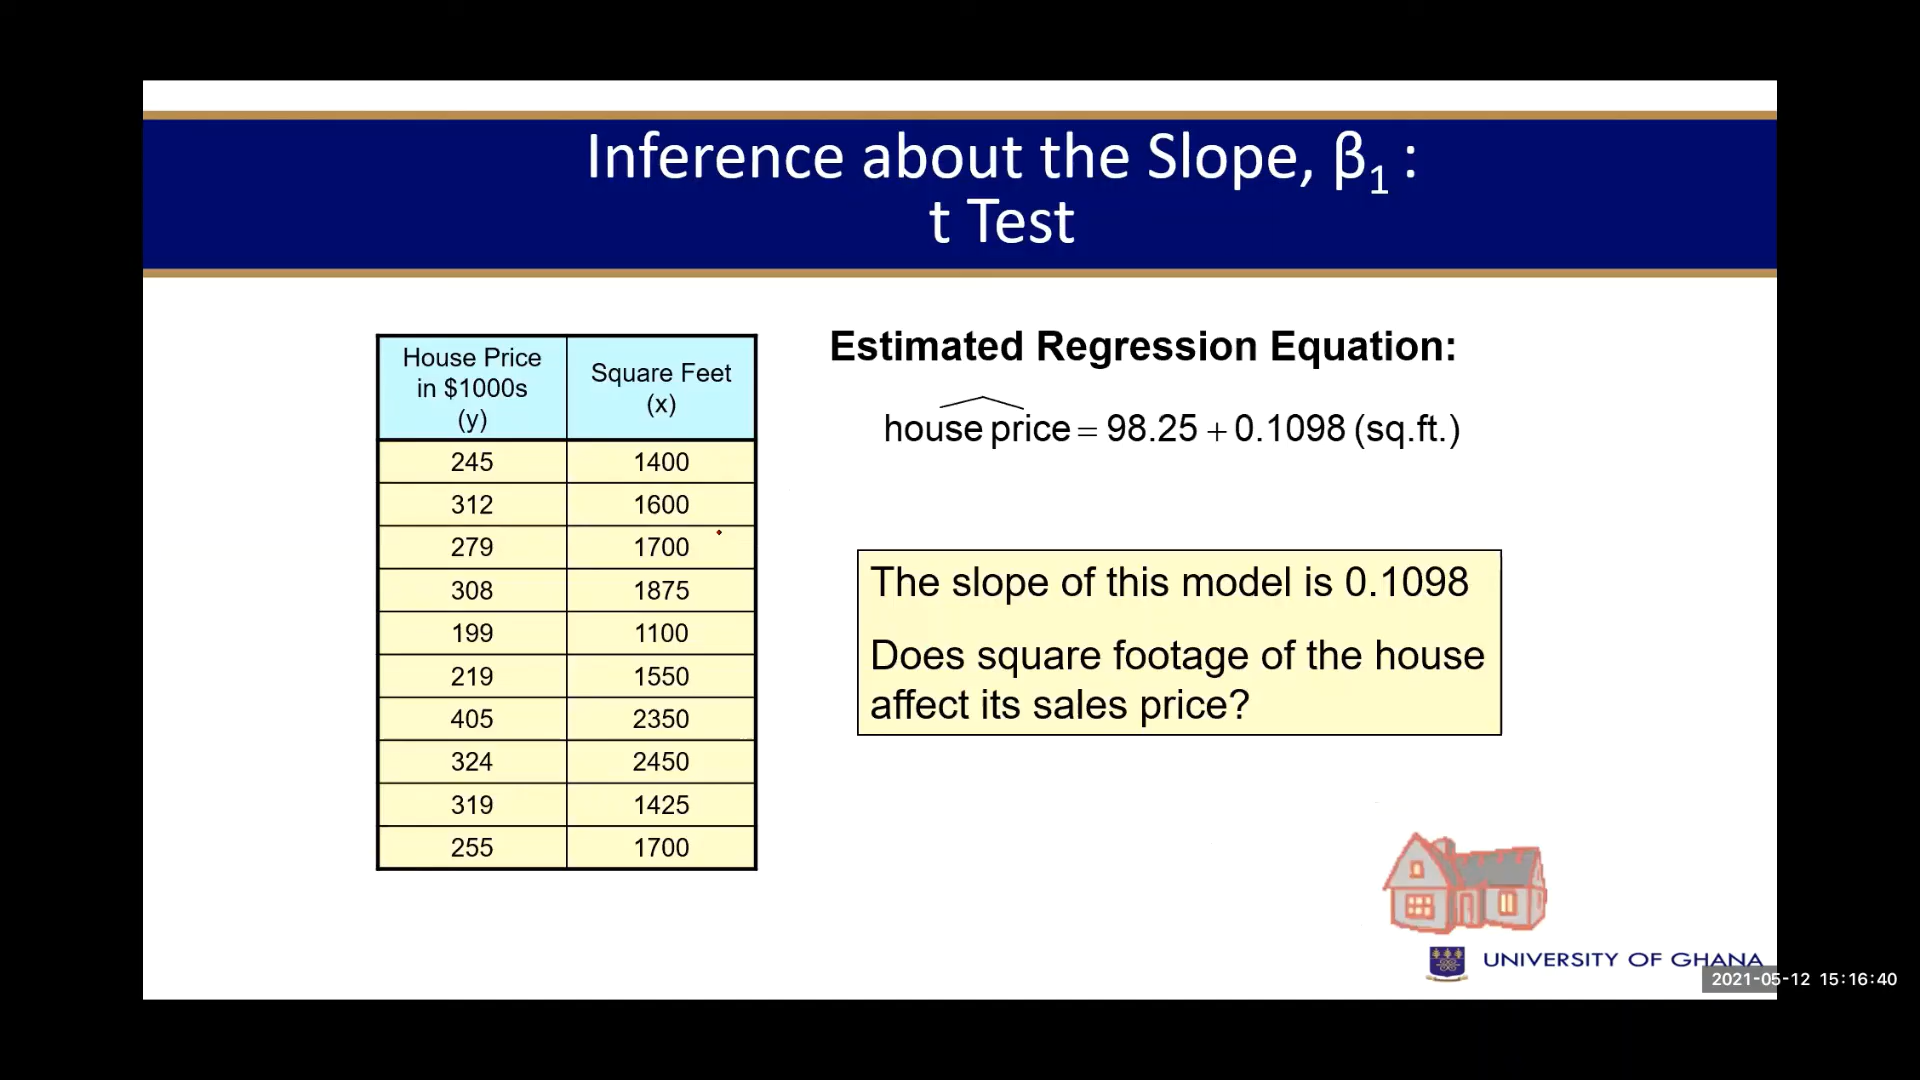 Inference about the Slope, β1 :
t Test
House Price
in $1000s
(y)
Square Feet
(x)
245 1400
312 1600
279 1700
308 1875
199 1100
219 1550
405 2350
324 2450
319 1425
255 1700
Estimated Regression Equation:
house price = 98.25 + 0.1098 (sq.ft.)
The slope of this model is 0.1098
Does square footage of the house
affect its sales price?
UNIVERSITY OF GHANA
2021-05-12 15:16:40